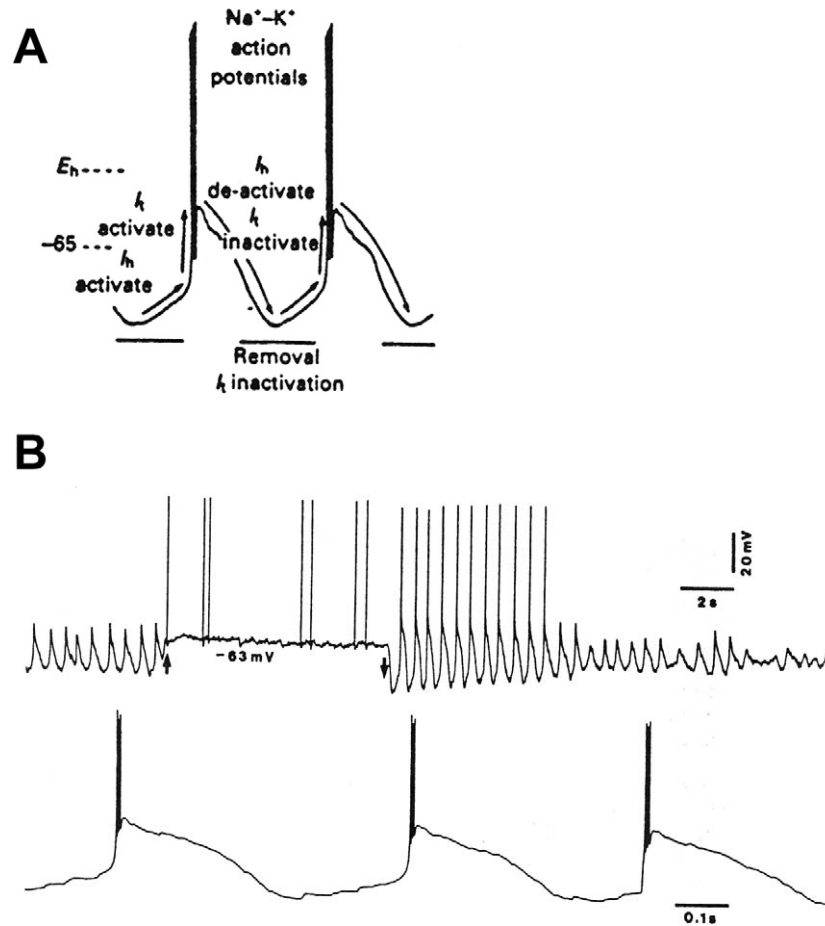 A
Na⁺–K⁺
action
potentials
Eh
Ih
de-activate
It
activate
It
inactivate
-65
Ih
activate
Removal
It inactivation
B
20 mV
2 s
-63 mV
0.1s